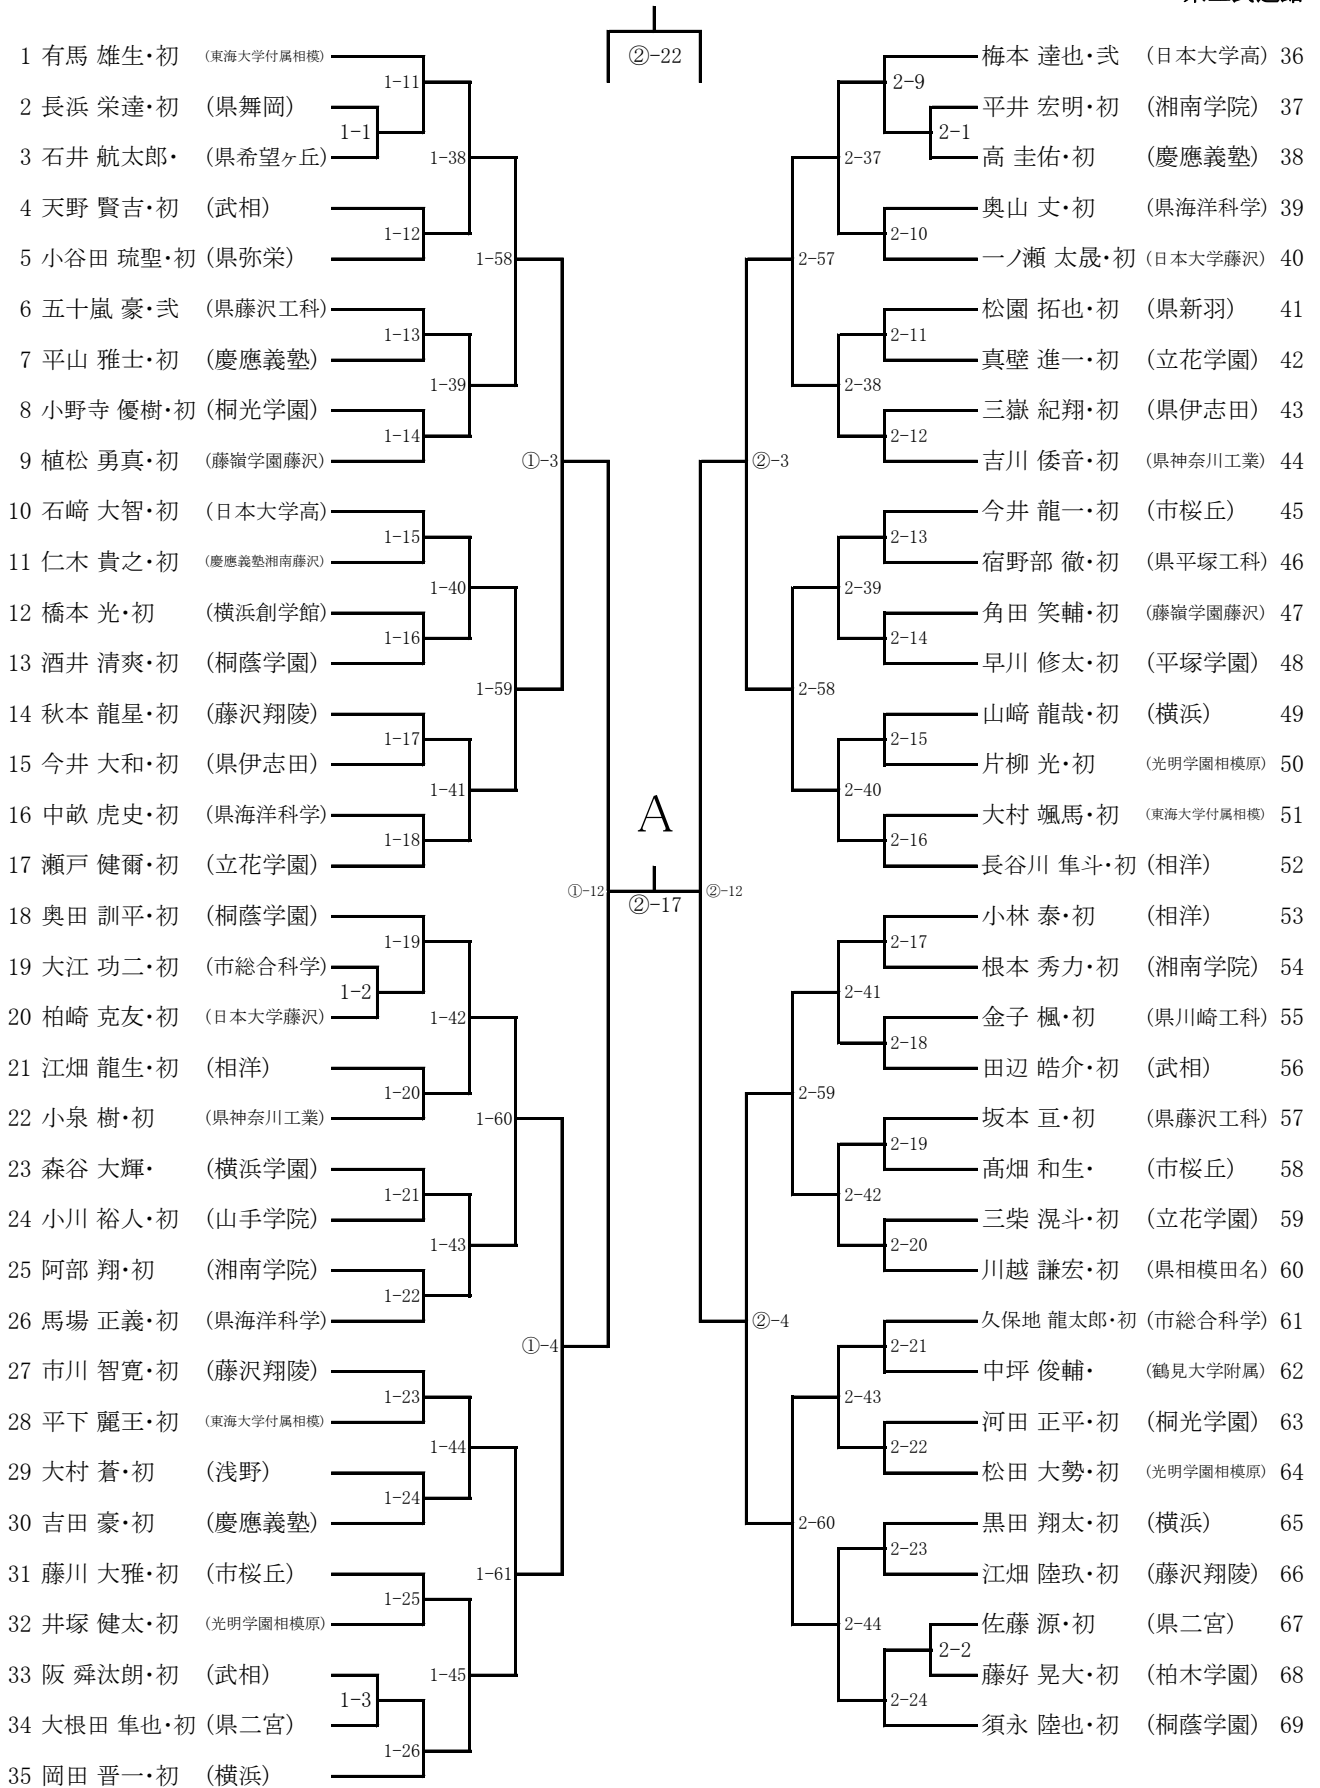 ②-22
1 有馬 雄生・初 (東海大学付属相模)
1-11
2 長浜 栄達・初 (県舞岡)
1-1
3 石井 航太郎・ (県希望ヶ丘)
1-38
4 天野 賢吉・初 (武相)
1-12
5 小谷田 琉聖・初 (県弥栄)
1-58
6 五十嵐 豪・弐 (県藤沢工科)
1-13
7 平山 雅士・初 (慶應義塾)
1-39
8 小野寺 優樹・初 (桐光学園)
1-14
9 植松 勇真・初 (藤嶺学園藤沢)
①-3
10 石﨑 大智・初 (日本大学高)
1-15
11 仁木 貴之・初 (慶應義塾湘南藤沢)
1-40
12 橋本 光・初 (横浜創学館)
1-16
13 酒井 清爽・初 (桐蔭学園)
1-59
14 秋本 龍星・初 (藤沢翔陵)
1-17
15 今井 大和・初 (県伊志田)
1-41
16 中畝 虎史・初 (県海洋科学)
1-18
17 瀬戸 健爾・初 (立花学園)
①-12
18 奥田 訓平・初 (桐蔭学園)
1-19
19 大江 功二・初 (市総合科学)
1-2
20 柏崎 克友・初 (日本大学藤沢)
1-42
21 江畑 龍生・初 (相洋)
1-20
22 小泉 樹・初 (県神奈川工業)
1-60
23 森谷 大輝・ (横浜学園)
1-21
24 小川 裕人・初 (山手学院)
1-43
25 阿部 翔・初 (湘南学院)
1-22
26 馬場 正義・初 (県海洋科学)
①-4
27 市川 智寛・初 (藤沢翔陵)
1-23
28 平下 麗王・初 (東海大学付属相模)
1-44
29 大村 蒼・初 (浅野)
1-24
30 吉田 豪・初 (慶應義塾)
31 藤川 大雅・初 (市桜丘)
1-61
1-25
32 井塚 健太・初 (光明学園相模原)
33 阪 舜汰朗・初 (武相)
1-45
1-3
34 大根田 隼也・初 (県二宮)
1-26
35 岡田 晋一・初 (横浜)
A
②-17
梅本 達也・弐 (日本大学高) 36
2-9
平井 宏明・初 (湘南学院) 37
2-1
高 圭佑・初 (慶應義塾) 38
2-37
奥山 丈・初 (県海洋科学) 39
2-10
一ノ瀬 太晟・初 (日本大学藤沢) 40
2-57
松園 拓也・初 (県新羽) 41
2-11
真壁 進一・初 (立花学園) 42
2-38
三嶽 紀翔・初 (県伊志田) 43
2-12
吉川 倭音・初 (県神奈川工業) 44
②-3
今井 龍一・初 (市桜丘) 45
2-13
宿野部 徹・初 (県平塚工科) 46
2-39
角田 笑輔・初 (藤嶺学園藤沢) 47
2-14
早川 修太・初 (平塚学園) 48
2-58
山﨑 龍哉・初 (横浜) 49
2-15
片柳 光・初 (光明学園相模原) 50
2-40
大村 颯馬・初 (東海大学付属相模) 51
2-16
長谷川 隼斗・初 (相洋) 52
②-12
小林 泰・初 (相洋) 53
2-17
根本 秀力・初 (湘南学院) 54
2-41
金子 楓・初 (県川崎工科) 55
2-18
田辺 皓介・初 (武相) 56
2-59
坂本 亘・初 (県藤沢工科) 57
2-19
髙畑 和生・ (市桜丘) 58
2-42
三柴 滉斗・初 (立花学園) 59
2-20
川越 謙宏・初 (県相模田名) 60
②-4
久保地 龍太郎・初 (市総合科学) 61
2-21
中坪 俊輔・ (鶴見大学附属) 62
2-43
河田 正平・初 (桐光学園) 63
2-22
松田 大勢・初 (光明学園相模原) 64
2-60
黒田 翔太・初 (横浜) 65
2-23
江畑 陸玖・初 (藤沢翔陵) 66
2-44
佐藤 源・初 (県二宮) 67
2-2
藤好 晃大・初 (柏木学園) 68
2-24
須永 陸也・初 (桐蔭学園) 69